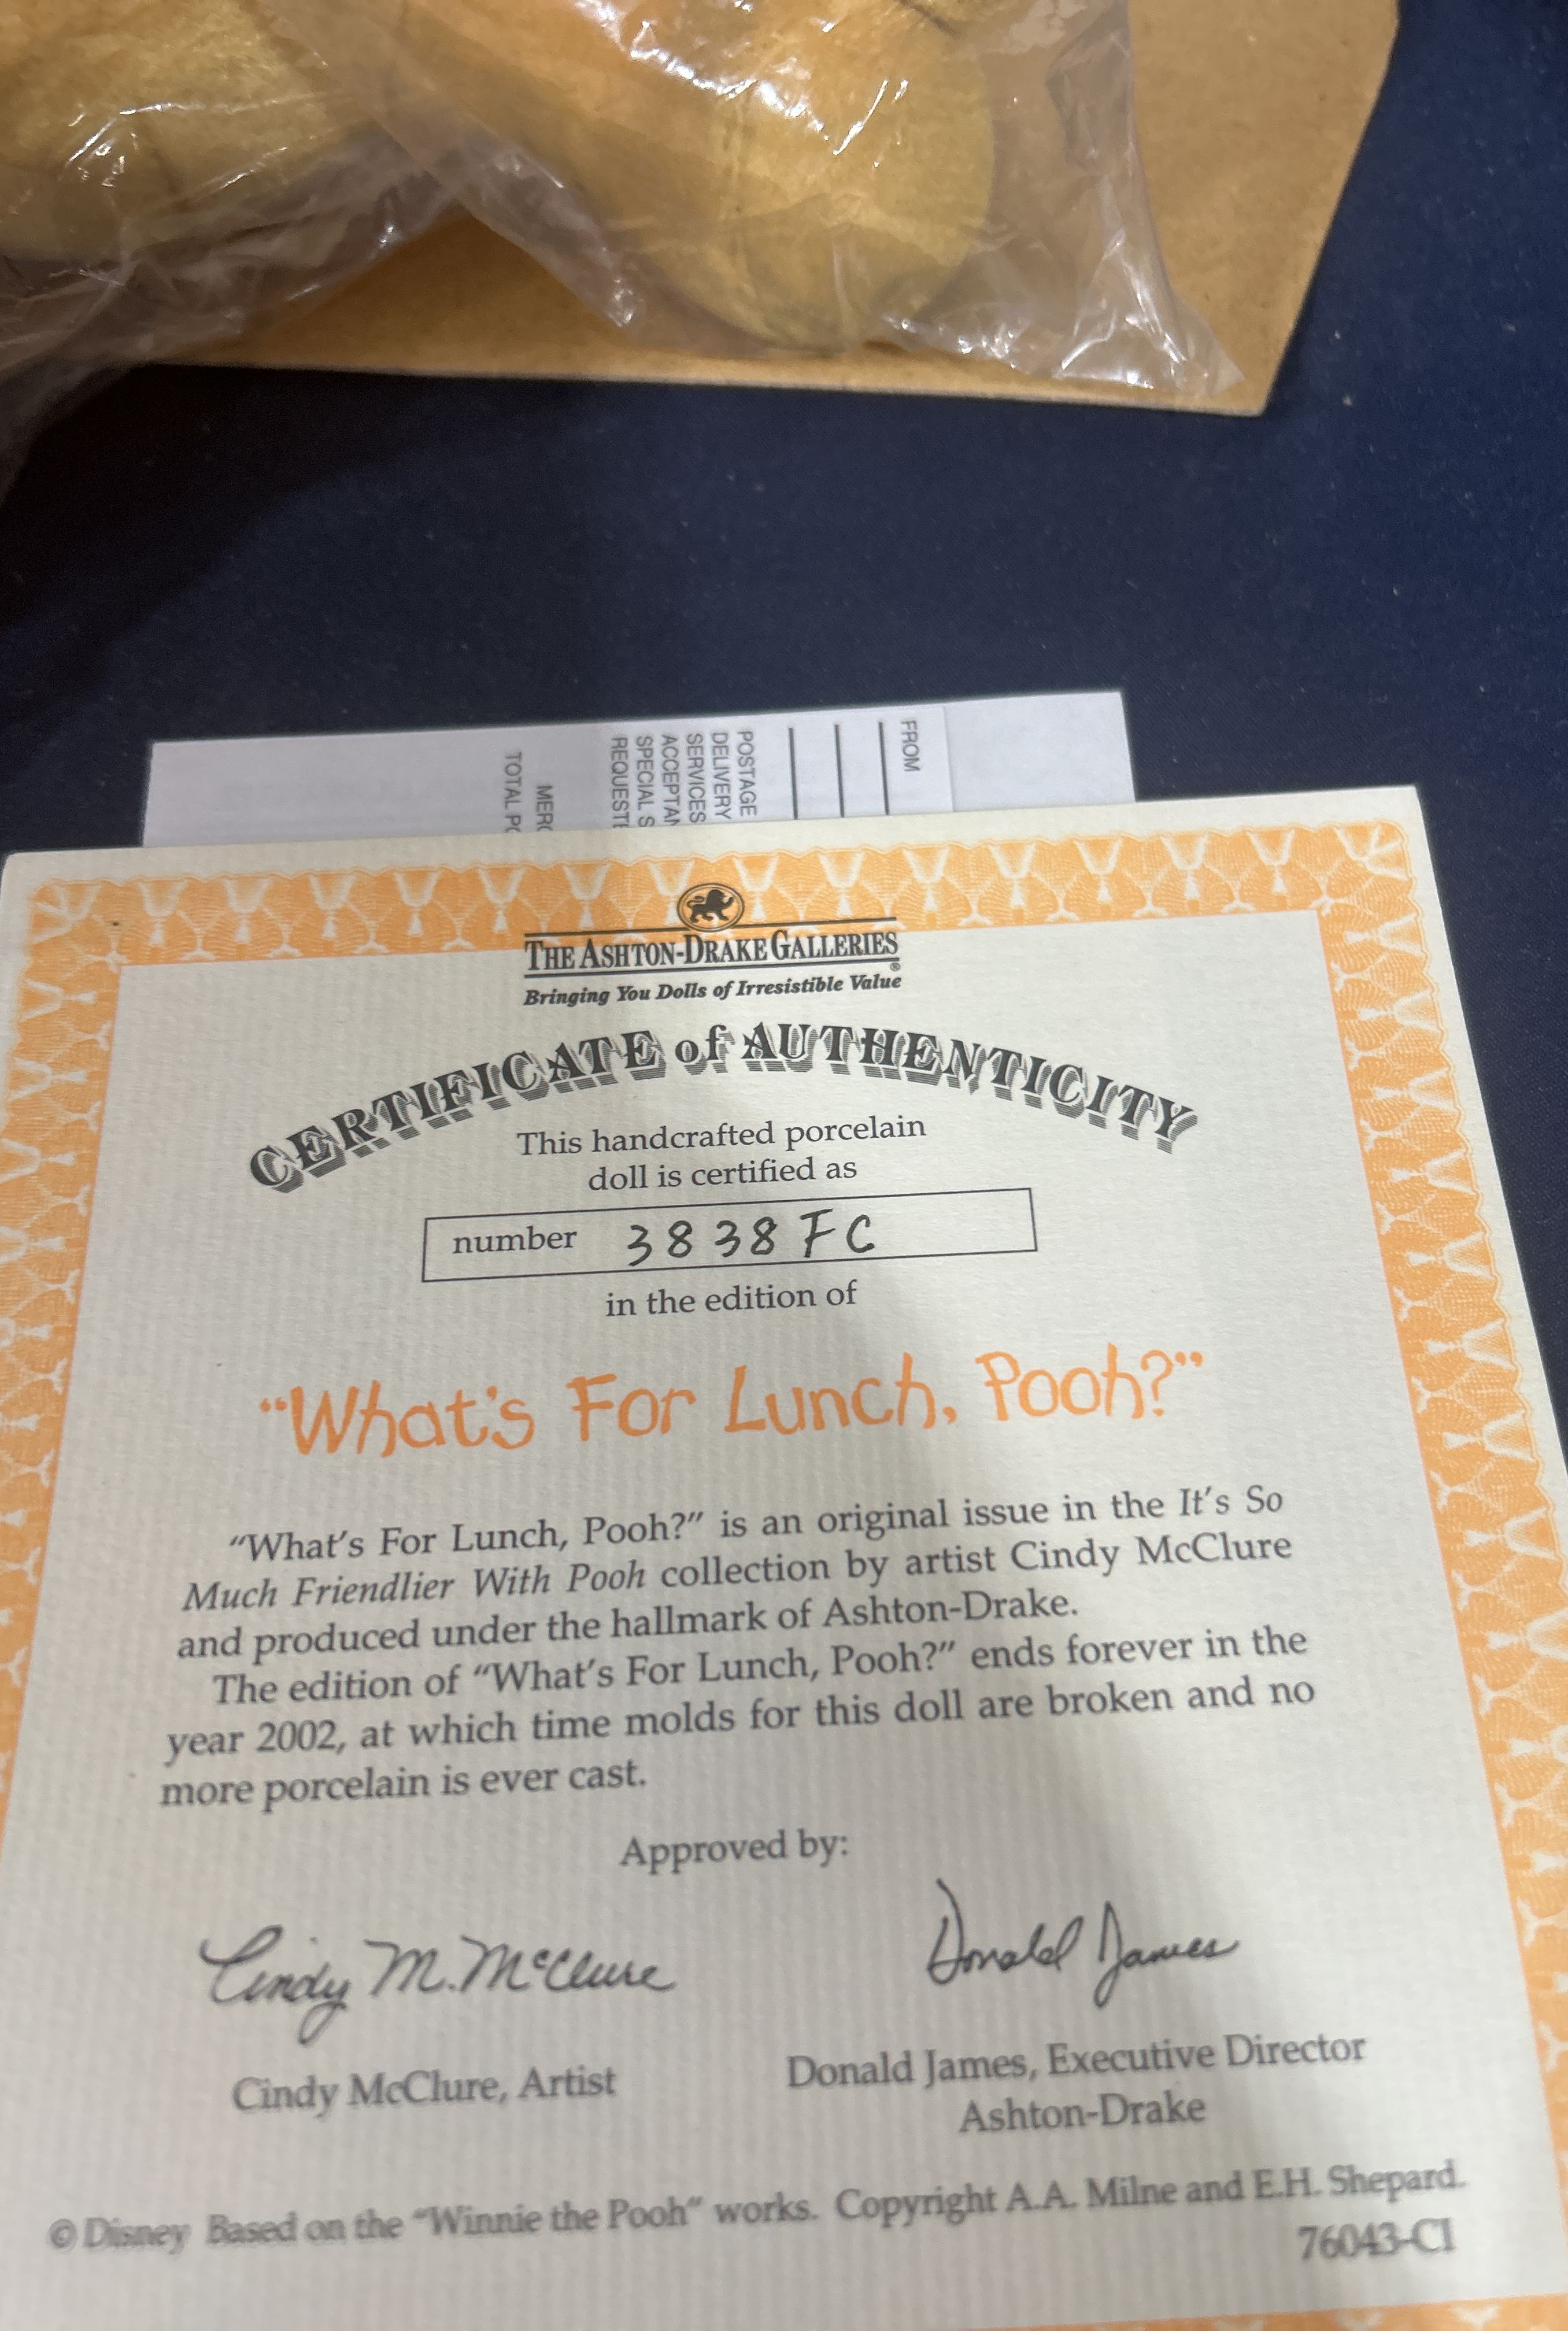 FROM
POSTAGE
DELIVERY
SERVICES
SPECIAL S
TOTAL
THE ASHTON-DRAKE GALLERIES®
Bringing You Dolls of Irresistible Value
CERTIFICATE of AUTHENTICITY
This handcrafted porcelain
doll is certified as
number 3838FC
in the edition of
“What's For Lunch, Pooh?”
“What's For Lunch, Pooh?” is an original issue in the It's So
Much Friendlier With Pooh collection by artist Cindy McClure
and produced under the hallmark of Ashton-Drake.
The edition of “What's For Lunch, Pooh?” ends forever in the
year 2002, at which time molds for this doll are broken and no
more porcelain is ever cast.
Approved by:
Cindy M. McClure Donald James
Cindy McClure, Artist Donald James, Executive Director
Ashton-Drake
© Disney Based on the “Winnie the Pooh” works. Copyright A.A. Milne and E.H. Shepard.
76043-CI